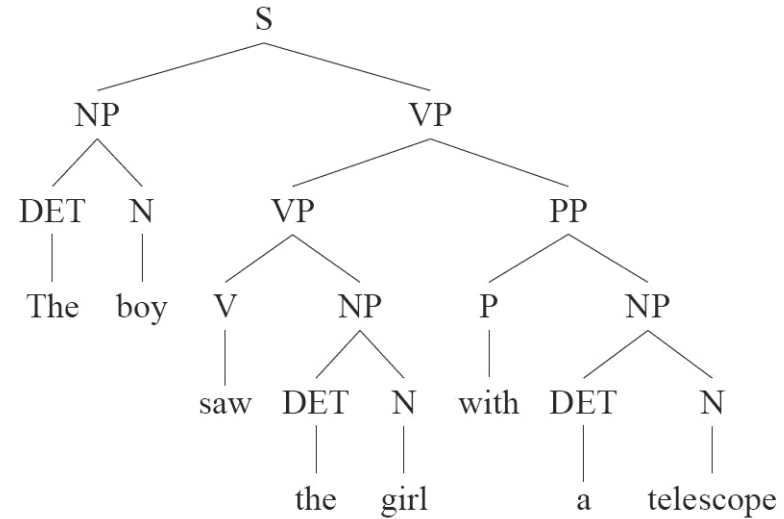 S
NP VP
DET N VP PP
The boy V NP P NP
saw DET N with DET N
the girl a telescope